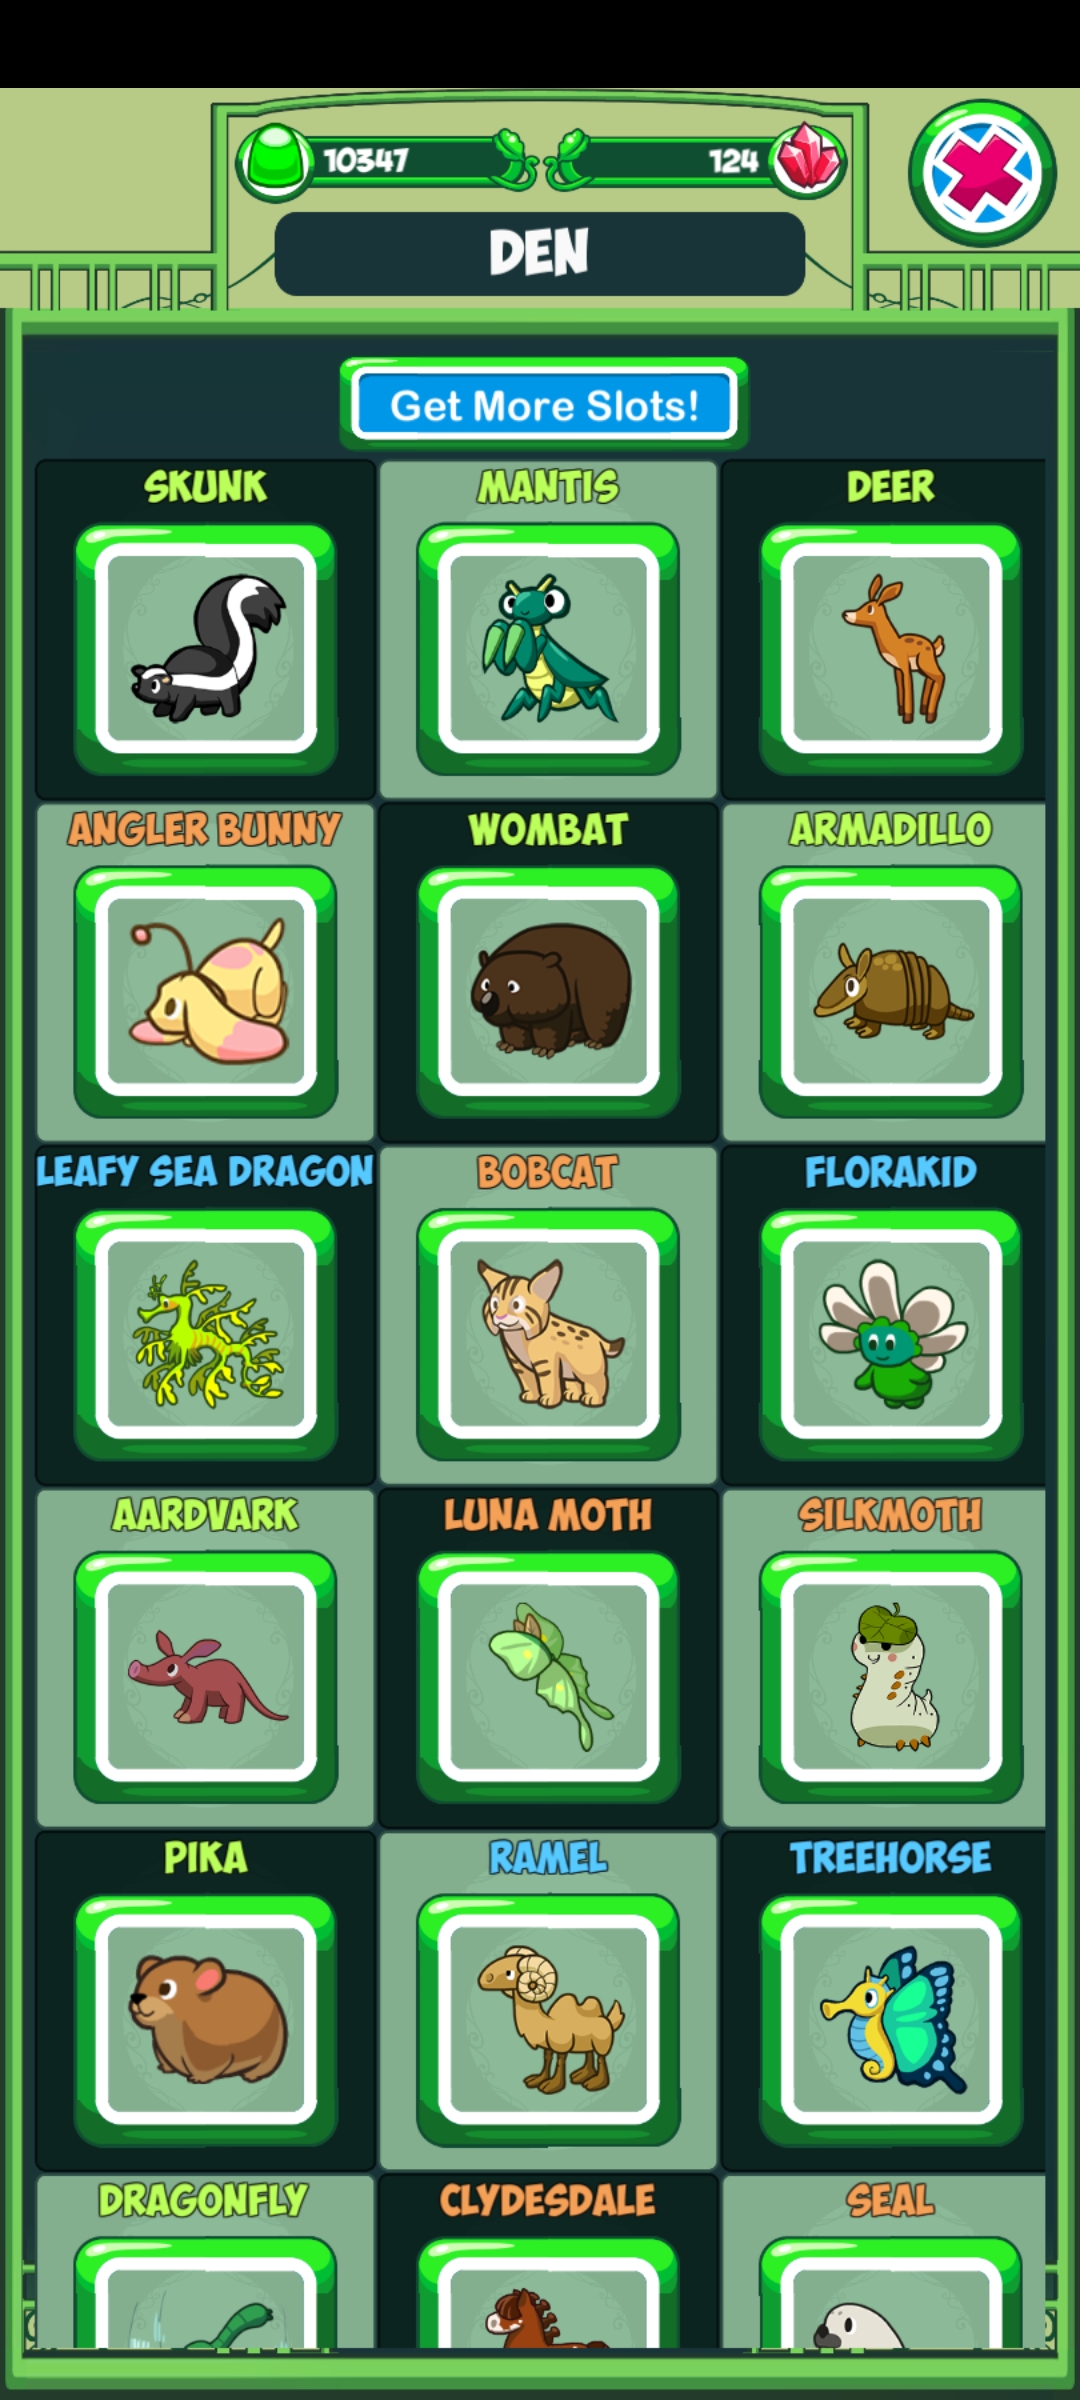 10347
124
DEN
Get More Slots!
SKUNK
MANTIS
DEER
ANGLER BUNNY
WOMBAT
ARMADILLO
LEAFY SEA DRAGON
BOBCAT
FLORAKID
AARDVARK
LUNA MOTH
SILKMOTH
PIKA
RAMEL
TREEHORSE
DRAGONFLY
CLYDESDALE
SEAL